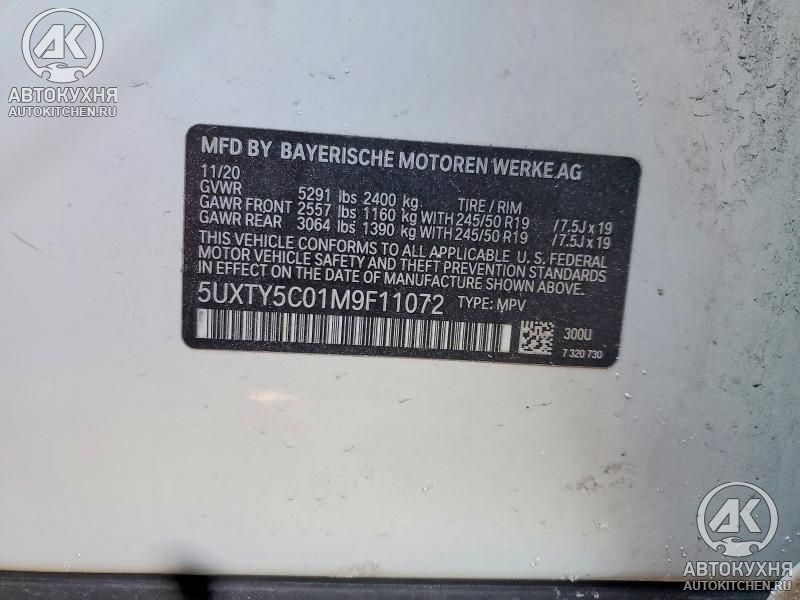 AK
АВТОКУХНЯ
AUTOKITCHEN.RU
MFD BY BAYERISCHE MOTOREN WERKE AG
11/20
GVWR 5291 lbs 2400 kg TIRE / RIM
GAWR FRONT 2557 lbs 1160 kg WITH 245/50 R19 /7.5J x 19
GAWR REAR 3064 lbs 1390 kg WITH 245/50 R19 /7.5J x 19
THIS VEHICLE CONFORMS TO ALL APPLICABLE U. S. FEDERAL
MOTOR VEHICLE SAFETY AND THEFT PREVENTION STANDARDS
IN EFFECT ON THE DATE OF MANUFACTURE SHOWN ABOVE.
5UXTY5C01M9F11072 TYPE: MPV
300U
7 320 730
AK
АВТОКУХНЯ
AUTOKITCHEN.RU